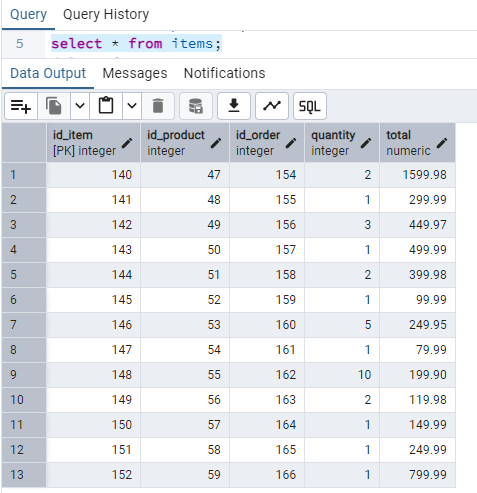 Query Query History
5 select * from items;
Data Output Messages Notifications
SQL
id_item id_product id_order quantity total
[PK] integer integer integer integer numeric
1 140 47 154 2 1599.98
2 141 48 155 1 299.99
3 142 49 156 3 449.97
4 143 50 157 1 499.99
5 144 51 158 2 399.98
6 145 52 159 1 99.99
7 146 53 160 5 249.95
8 147 54 161 1 79.99
9 148 55 162 10 199.90
10 149 56 163 2 119.98
11 150 57 164 1 149.99
12 151 58 165 1 249.99
13 152 59 166 1 799.99